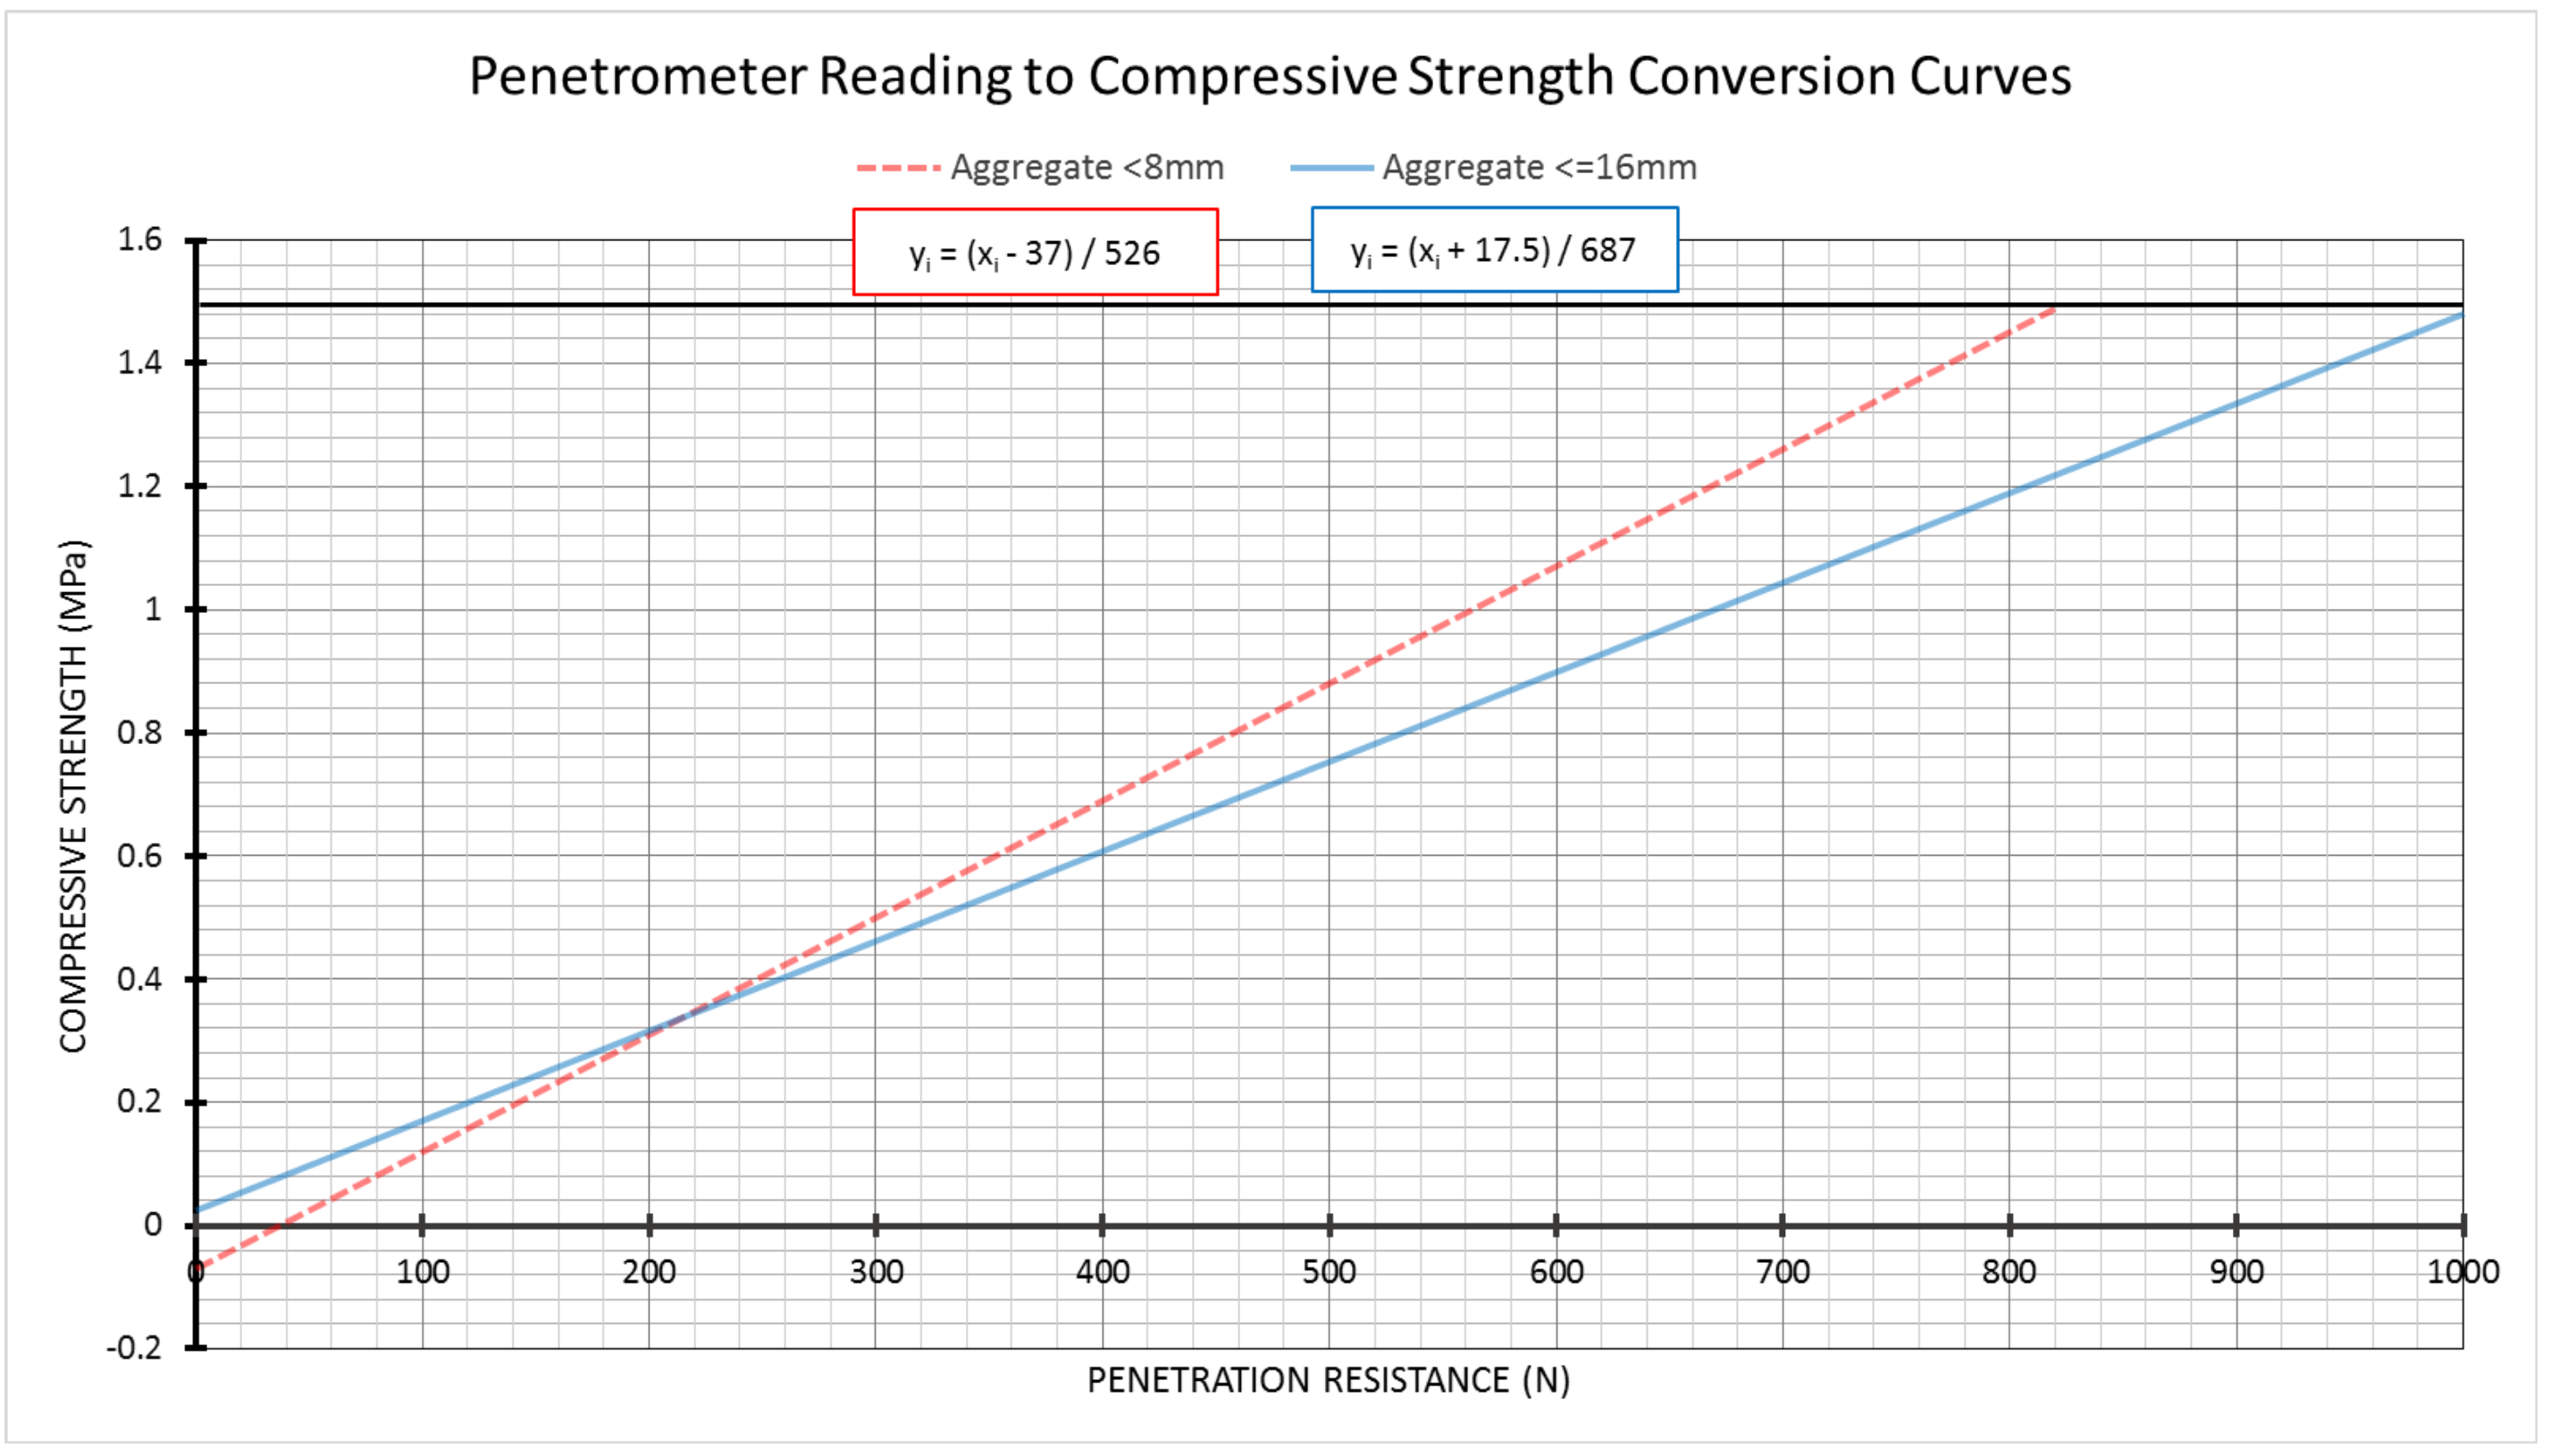 Penetrometer Reading to Compressive Strength Conversion Curves
Aggregate <8mm Aggregate <=16mm
yᵢ = (xᵢ - 37) / 526 yᵢ = (xᵢ + 17.5) / 687
1.6
1.4
1.2
1
0.8
0.6
0.4
0.2
0
-0.2
COMPRESSIVE STRENGTH (MPa)
0 100 200 300 400 500 600 700 800 900 1000
PENETRATION RESISTANCE (N)